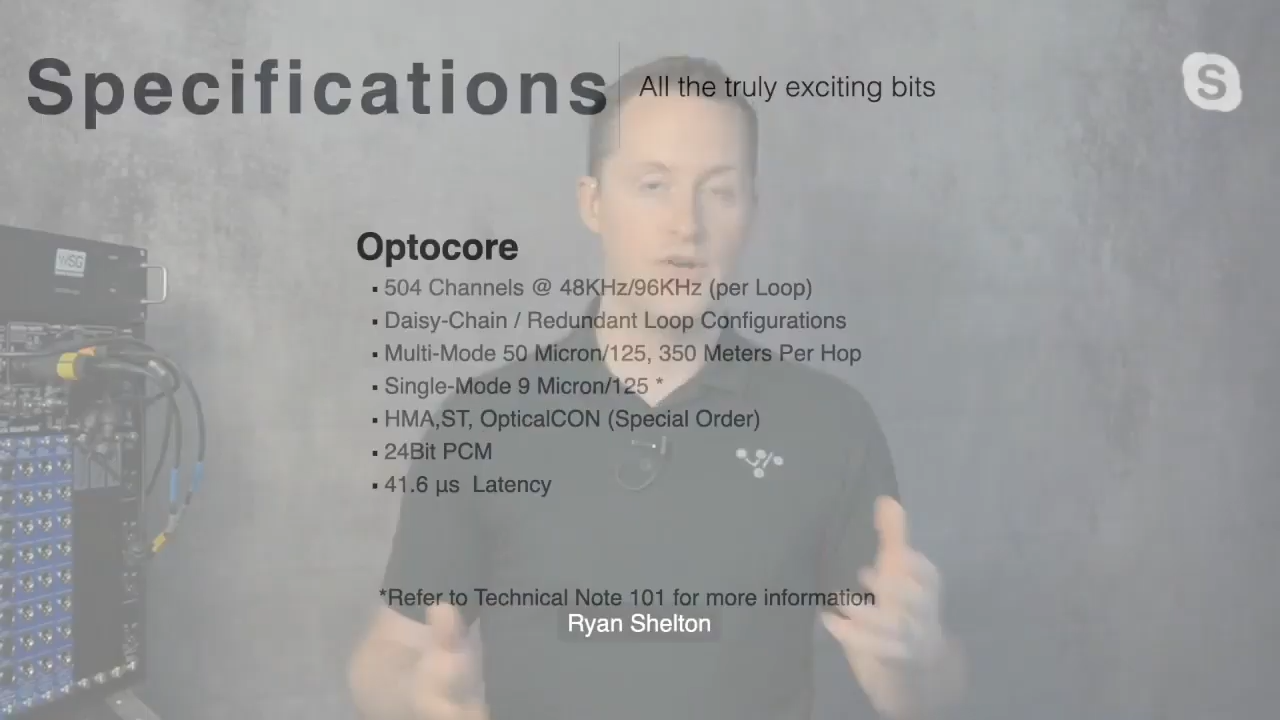 Specifications
All the truly exciting bits
S
WSG
Optocore
▪ 504 Channels @ 48KHz/96KHz (per Loop)
▪ Daisy-Chain / Redundant Loop Configurations
▪ Multi-Mode 50 Micron/125, 350 Meters Per Hop
▪ Single-Mode 9 Micron/125 *
▪ HMA,ST, OpticalCON (Special Order)
▪ 24Bit PCM
▪ 41.6 µs Latency
*Refer to Technical Note 101 for more information
Ryan Shelton